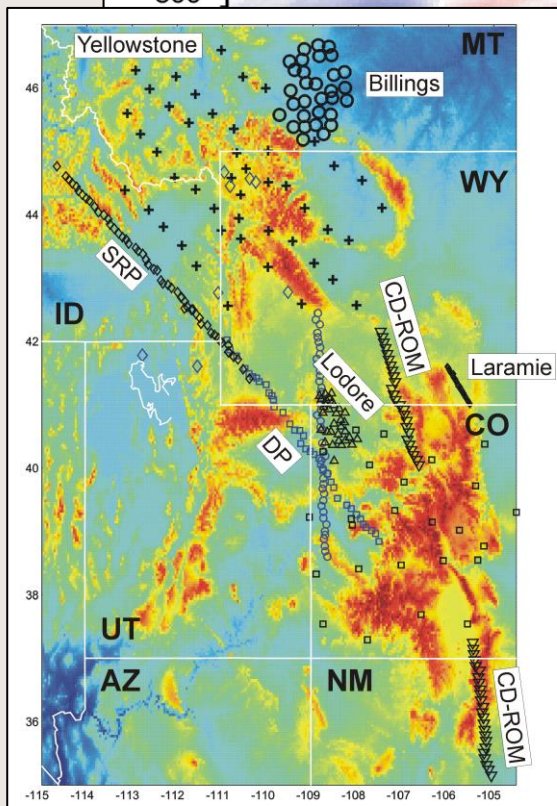 Yellowstone
MT
46
Billings
WY
44
SRP
ID
CD-ROM
42
Lodore
Laramie
CO
DP
40
38
UT
AZ
NM
CD-ROM
36
-115 -114 -113 -112 -111 -110 -109 -108 -107 -106 -105